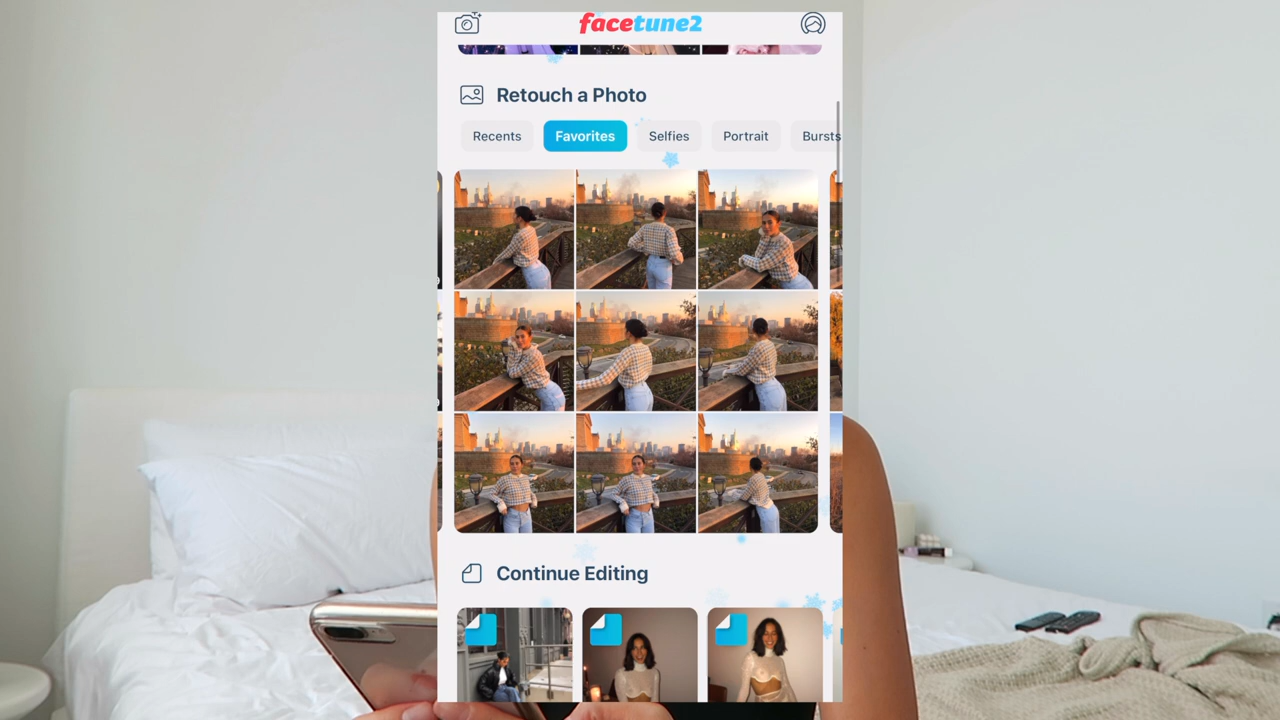 facetune2
Retouch a Photo
Recents Favorites Selfies Portrait Bursts
Continue Editing